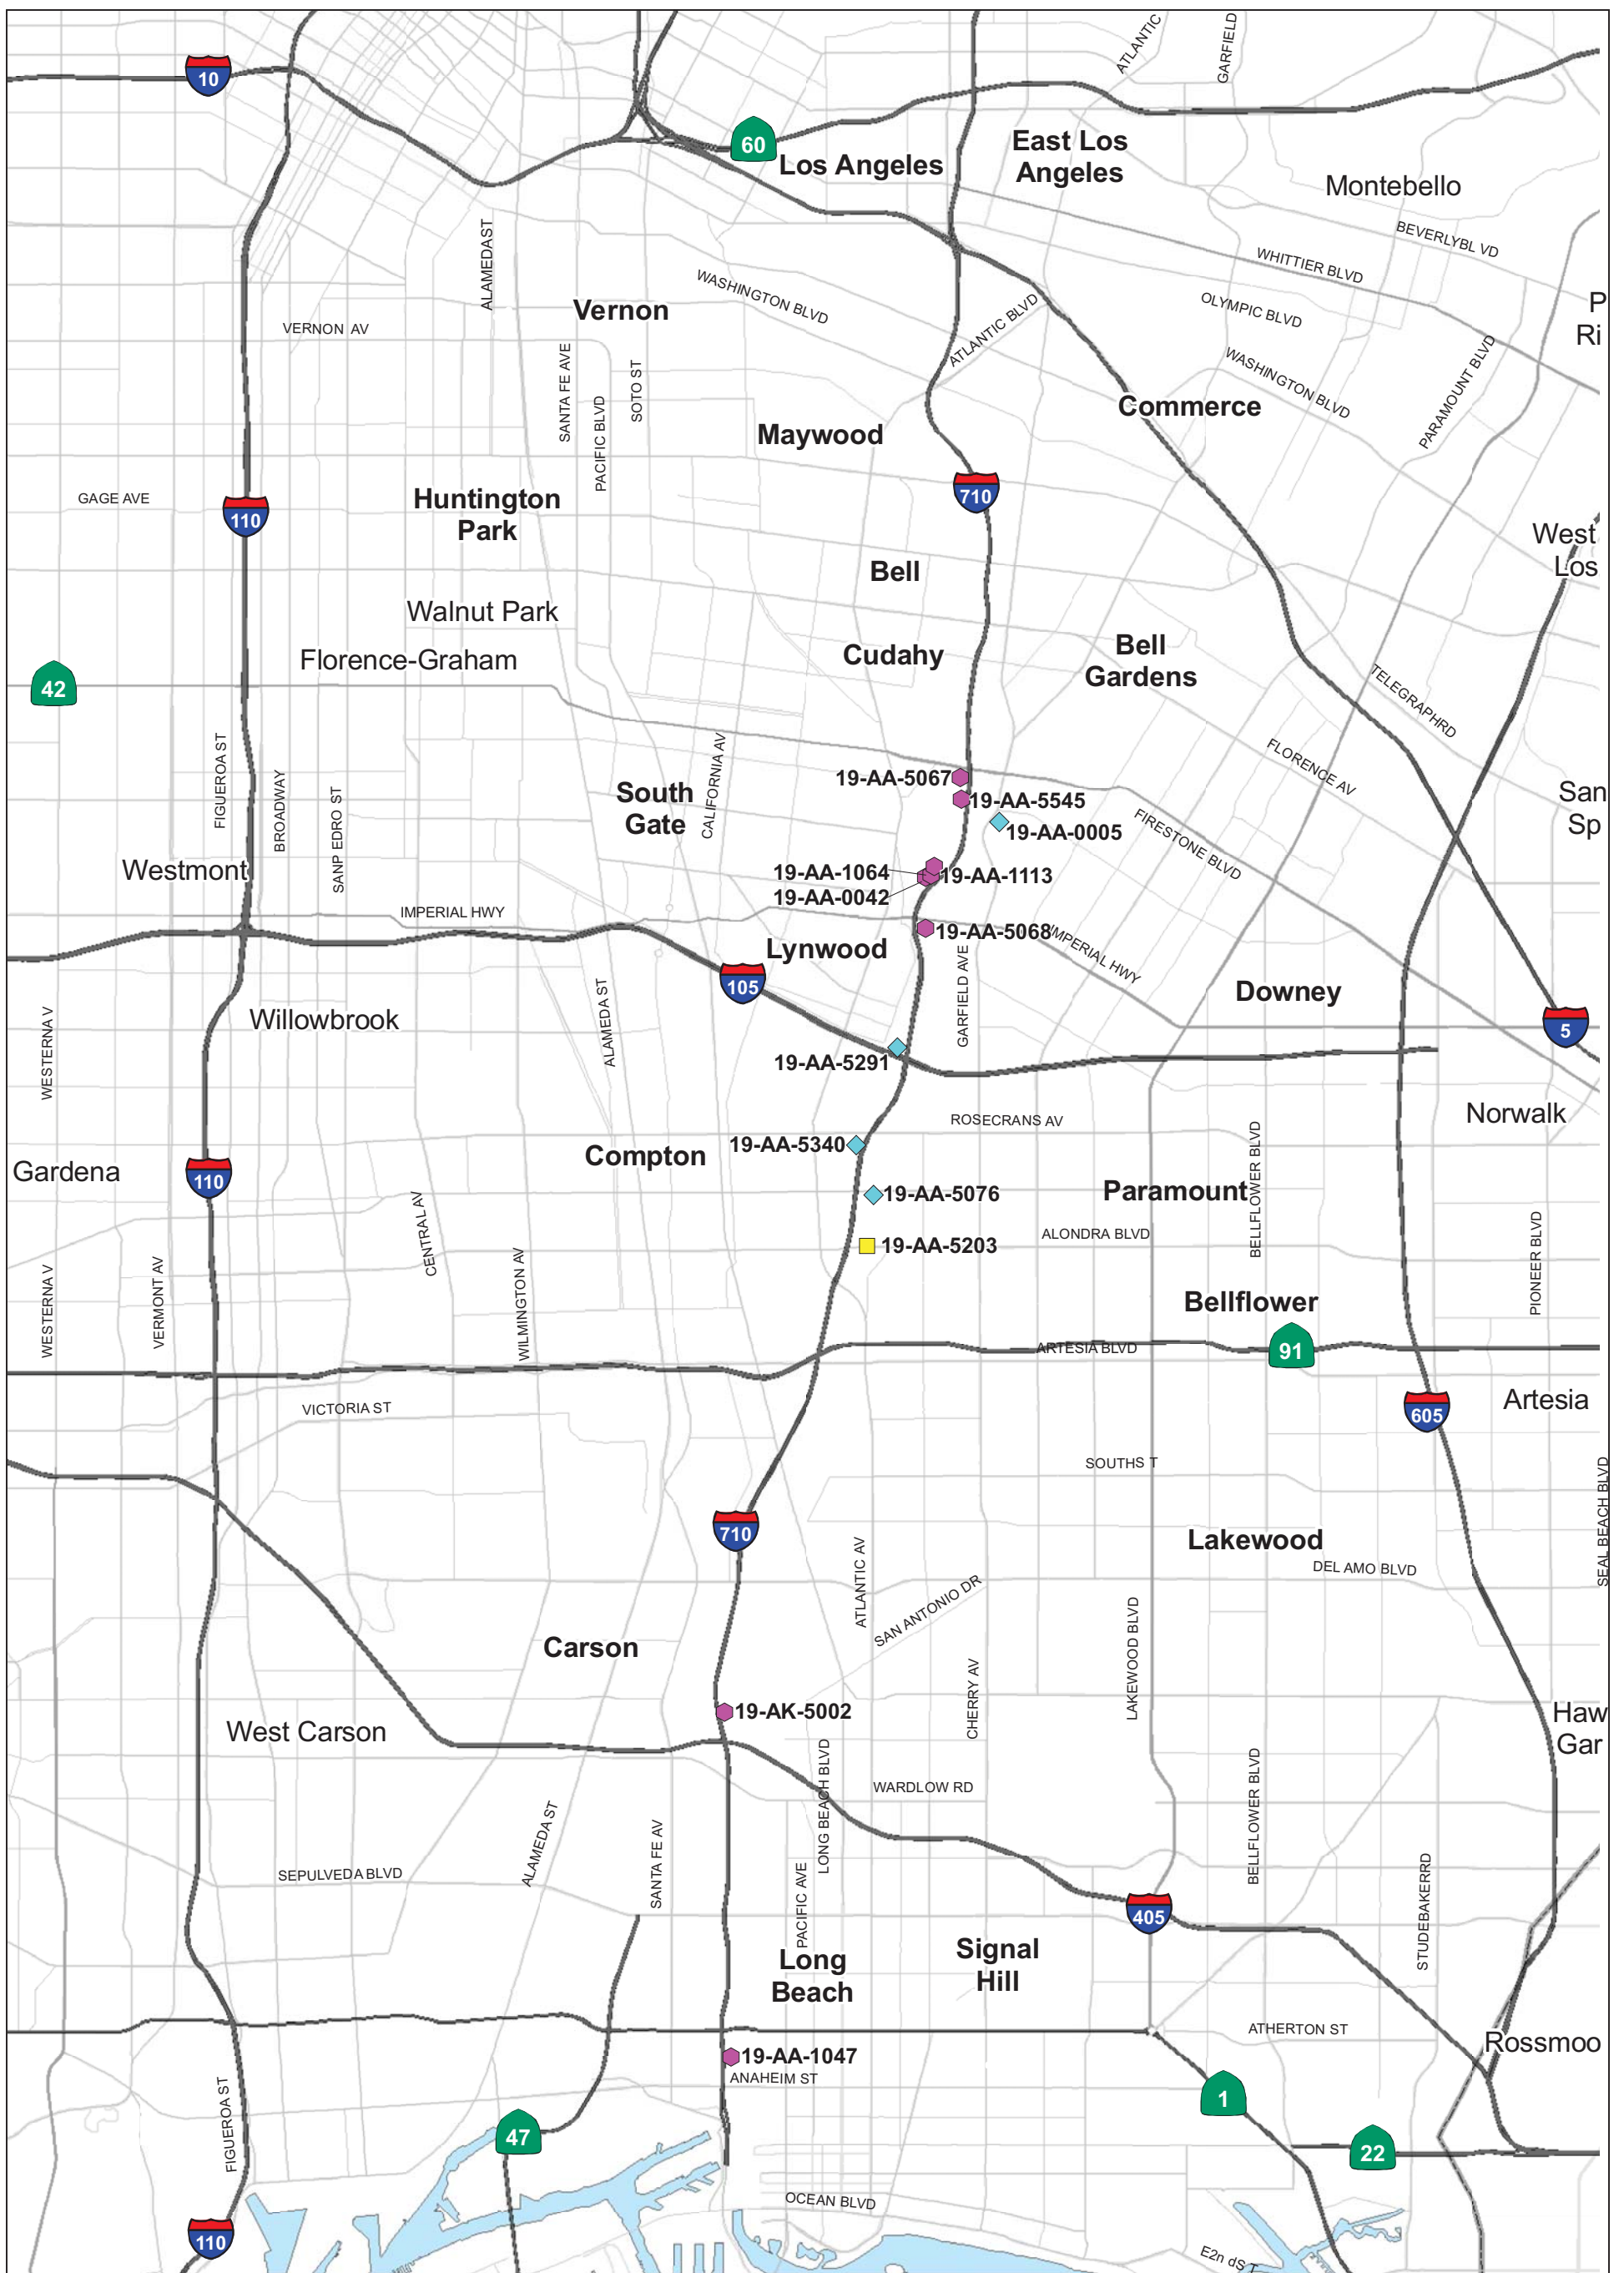 ATLANTIC
GARFIELD
10
60
Los Angeles
East Los
Angeles
Montebello
ALAMEDAST
BEVERLYBL VD
WHITTIER BLVD
WASHINGTON BLVD
OLYMPIC BLVD
Vernon
VERNON AV
ATLANTIC BLVD
P
Ri
SANTA FE AVE
SOTO ST
PACIFIC BLVD
WASHINGTON BLVD
PARAMOUNT BLVD
Commerce
Maywood
GAGE AVE
110
Huntington
Park
710
West
Los
Bell
Walnut Park
Florence-Graham
Cudahy
Bell
Gardens
42
TELEGRAPHRD
FIGUEROA ST
BROADWAY
SANP EDRO ST
CALIFORNIA AV
South
Gate
19-AA-5067
19-AA-5545
19-AA-0005
FLORENCE AV
FIRESTONE BLVD
San
Sp
Westmont
19-AA-1064
19-AA-1113
19-AA-0042
IMPERIAL HWY
19-AA-5068
IMPERIAL HWY
Lynwood
105
GARFIELD AVE
Downey
5
Willowbrook
WESTERNA V
ALAMEDA ST
19-AA-5291
ROSECRANS AV
Norwalk
19-AA-5340
Compton
Gardena
110
CENTRAL AV
19-AA-5076
Paramount
BELLFLOWER BLVD
19-AA-5203
ALONDRA BLVD
PIONEER BLVD
WESTERNA V
VERMONT AV
WILMINGTON AV
Bellflower
ARTESIA BLVD
91
605
Artesia
VICTORIA ST
SOUTHS T
SEAL BEACH BLVD
710
Lakewood
DEL AMO BLVD
ATLANTIC AV
SAN ANTONIO DR
Carson
CHERRY AV
LAKEWOOD BLVD
19-AK-5002
West Carson
Haw
Gar
LONG BEACH BLVD
WARDLOW RD
BELLFLOWER BLVD
ALAMEDA ST
SANTA FE AV
SEPULVEDA BLVD
PACIFIC AVE
405
STUDEBAKERRD
Long
Beach
Signal
Hill
ATHERTON ST
Rossmoo
19-AA-1047
ANAHEIM ST
1
FIGUEROA ST
47
22
110
OCEAN BLVD
E2n dS T